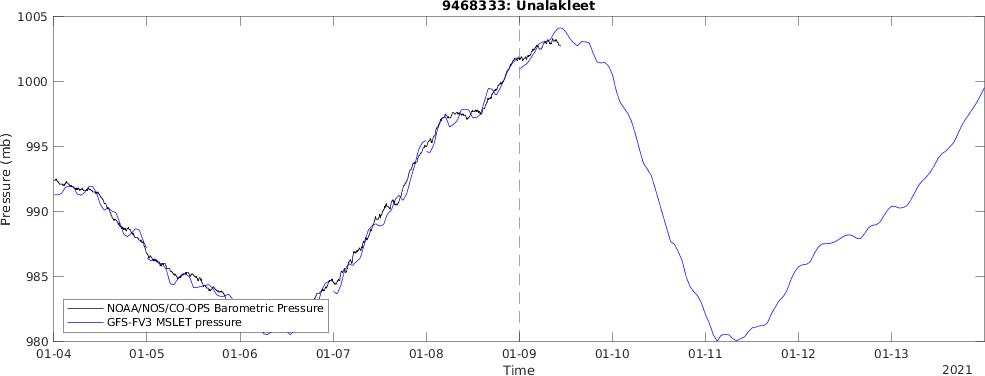 9468333: Unalakleet
1005
1000
995
990
985
980
Pressure (mb)
NOAA/NOS/CO-OPS Barometric Pressure
GFS-FV3 MSLET pressure
01-04 01-05 01-06 01-07 01-08 01-09 01-10 01-11 01-12 01-13
Time
2021